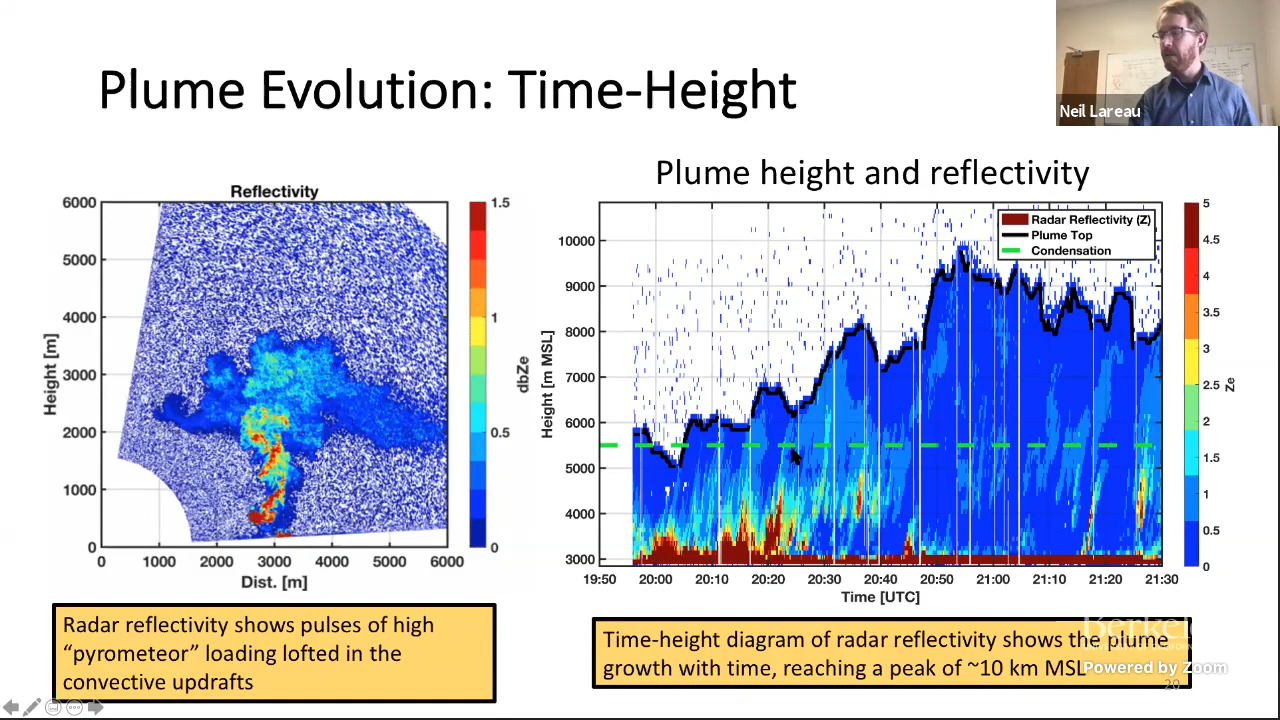 Plume Evolution: Time-Height
Neil Lareau
Reflectivity
6000
5000
4000
3000
2000
1000
0
Height [m]
0
1000
2000
3000
4000
5000
6000
Dist. [m]
1.5
1
0.5
0
dbZe
Plume height and reflectivity
Radar Reflectivity (Z)
Plume Top
Condensation
10000
9000
8000
7000
6000
5000
4000
3000
Height [m MSL]
19:50
20:00
20:10
20:20
20:30
20:40
20:50
21:00
21:10
21:20
21:30
Time [UTC]
5
4.5
4
3.5
3
2.5
2
1.5
1
0.5
0
Ze
Radar reflectivity shows pulses of high
“pyrometeor” loading lofted in the
convective updrafts
Time-height diagram of radar reflectivity shows the plume
growth with time, reaching a peak of ~10 km MSL
Powered by Zoom
20